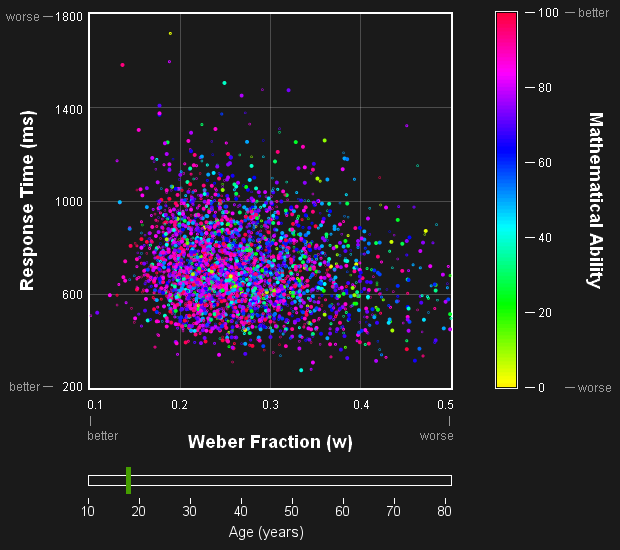 worse
1800
1400
1000
600
better
200
Response Time (ms)
0.1
0.2
0.3
0.4
0.5
better
worse
Weber Fraction (w)
10
20
30
40
50
60
70
80
Age (years)
100
better
80
60
40
20
0
worse
Mathematical Ability